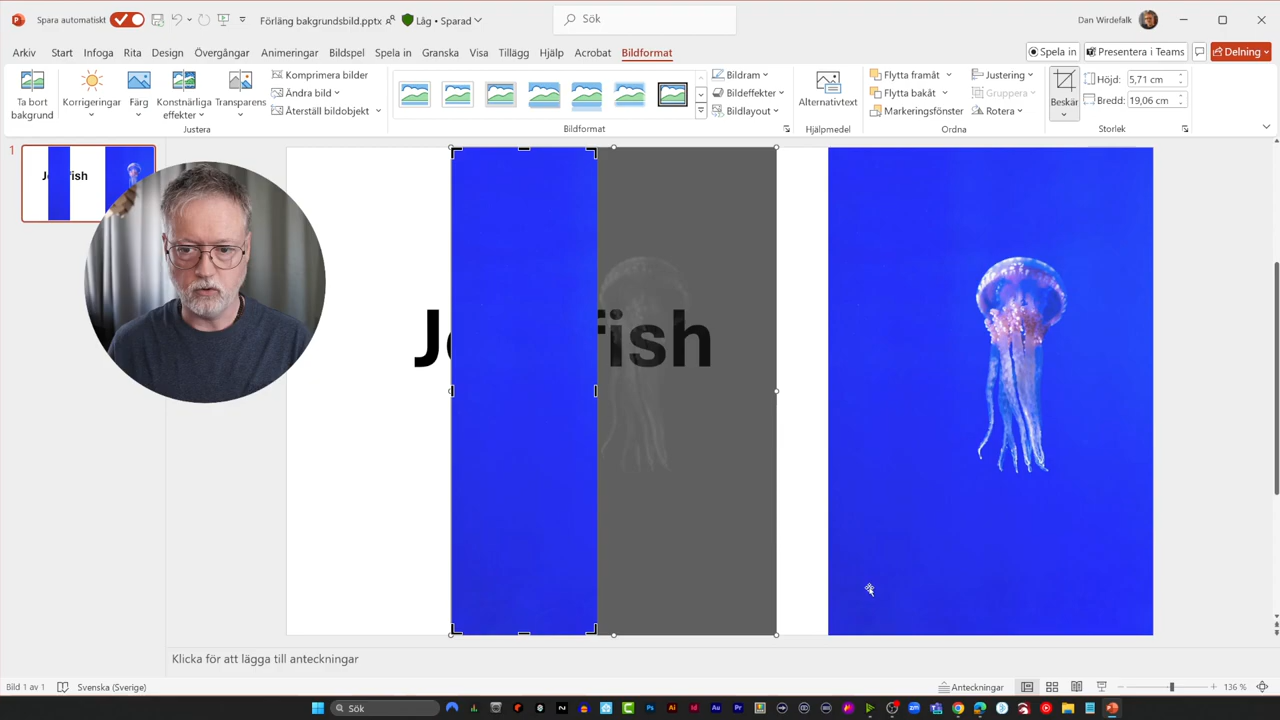 Spara automatiskt
Förläng bakgrundsbild.pptx
Låg • Sparad
Sök
Dan Wirdefalk
Arkiv Start Infoga Rita Design Övergångar Animeringar Bildspel Spela in Granska Visa Tillägg Hjälp Acrobat Bildformat
Spela in
Presentera i Teams
Delning
Ta bort bakgrund
Korrigeringar
Färg
Konstnärliga effekter
Transparens
Komprimera bilder
Ändra bild
Återställ bildobjekt
Justera
Bildram
Bildeffekter
Bildlayout
Bildformat
Alternativtext
Hjälpmedel
Flytta framåt
Flytta bakåt
Markeringsfönster
Justering
Gruppera
Rotera
Ordna
Beskär
Höjd: 5,71 cm
Bredd: 19,06 cm
Storlek
1
J fish
Klicka för att lägga till anteckningar
Bild 1 av 1
Svenska (Sverige)
Anteckningar
136 %
Sök